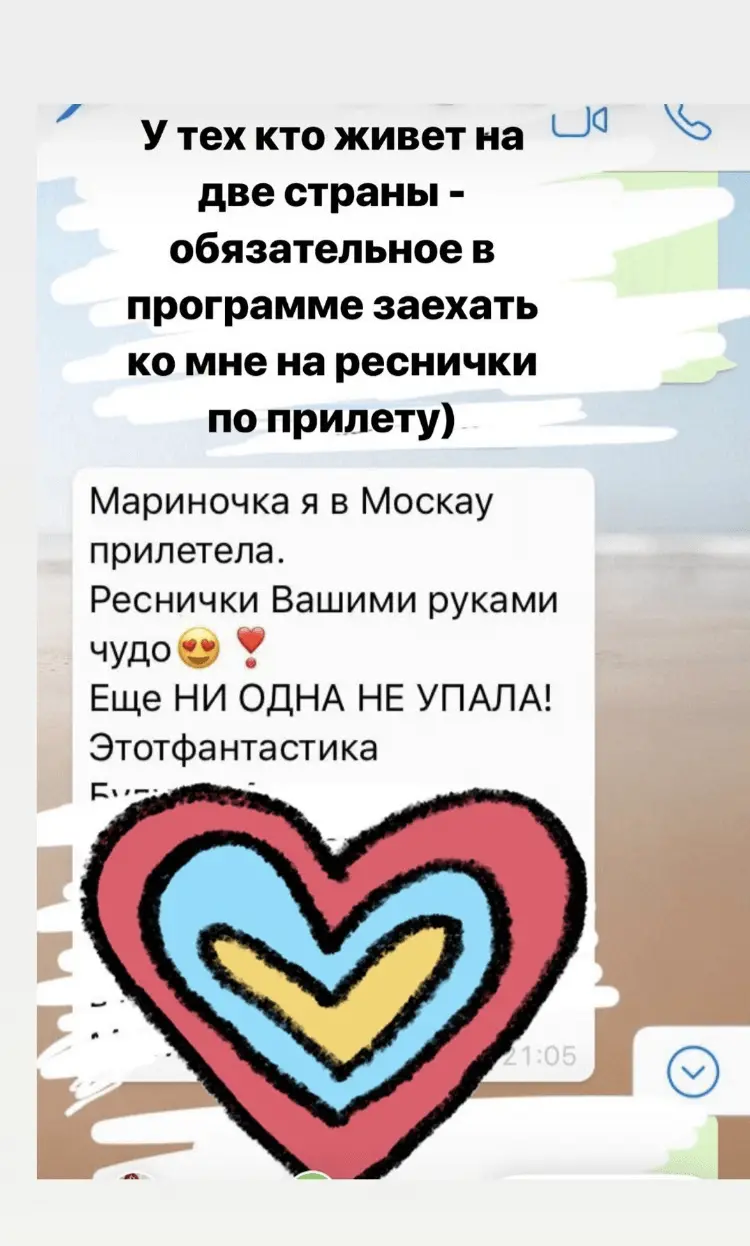 У тех кто живет на
две страны -
обязательное в
программе заехать
ко мне на реснички
по прилету)
Мариночка я в Москау
прилетела.
Реснички Вашими руками
чудо😍❣️
Еще НИ ОДНА НЕ УПАЛА!
Этотфантастика
21:05